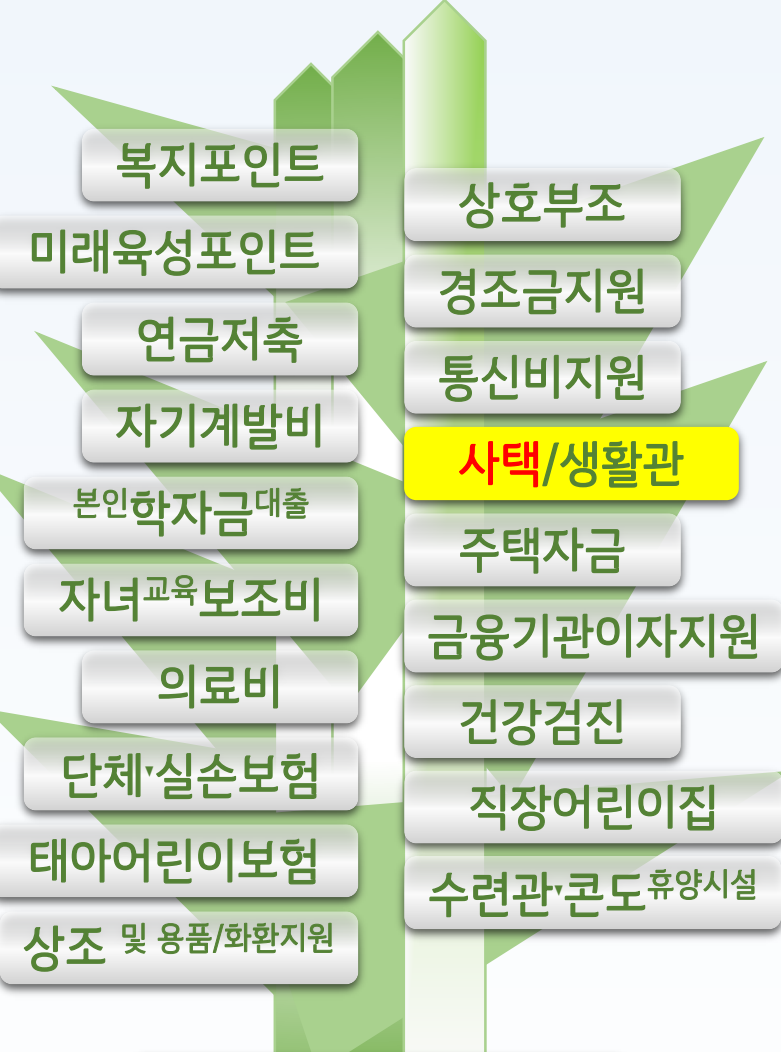 복지포인트
미래육성포인트
연금저축
자기계발비
본인학자금대출
자녀교육보조비
의료비
단체▾실손보험
태아어린이보험
상조 및 용품/화환지원
상호부조
경조금지원
통신비지원
사택/생활관
주택자금
금융기관이자지원
건강검진
직장어린이집
수련관▾콘도휴양시설